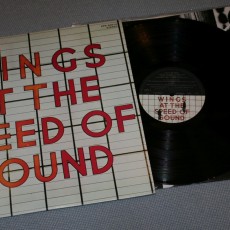 INGS
AT THE
EED OF
OUND
WINGS
AT THE
SPEED OF
SOUND